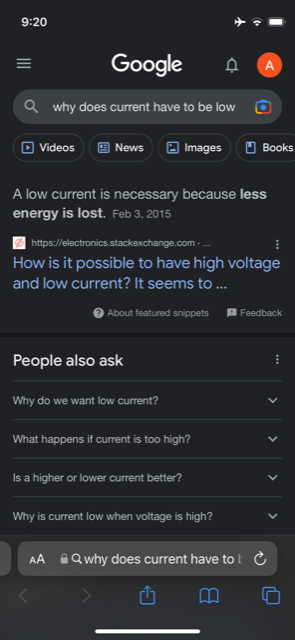 9:20
Google
A
why does current have to be low
Videos
News
Images
Books
A low current is necessary because less
energy is lost. Feb 3, 2015
https://electronics.stackexchange.com › ...
How is it possible to have high voltage
and low current? It seems to ...
About featured snippets
Feedback
People also ask
Why do we want low current?
What happens if current is too high?
Is a higher or lower current better?
Why is current low when voltage is high?
AA
why does current have to